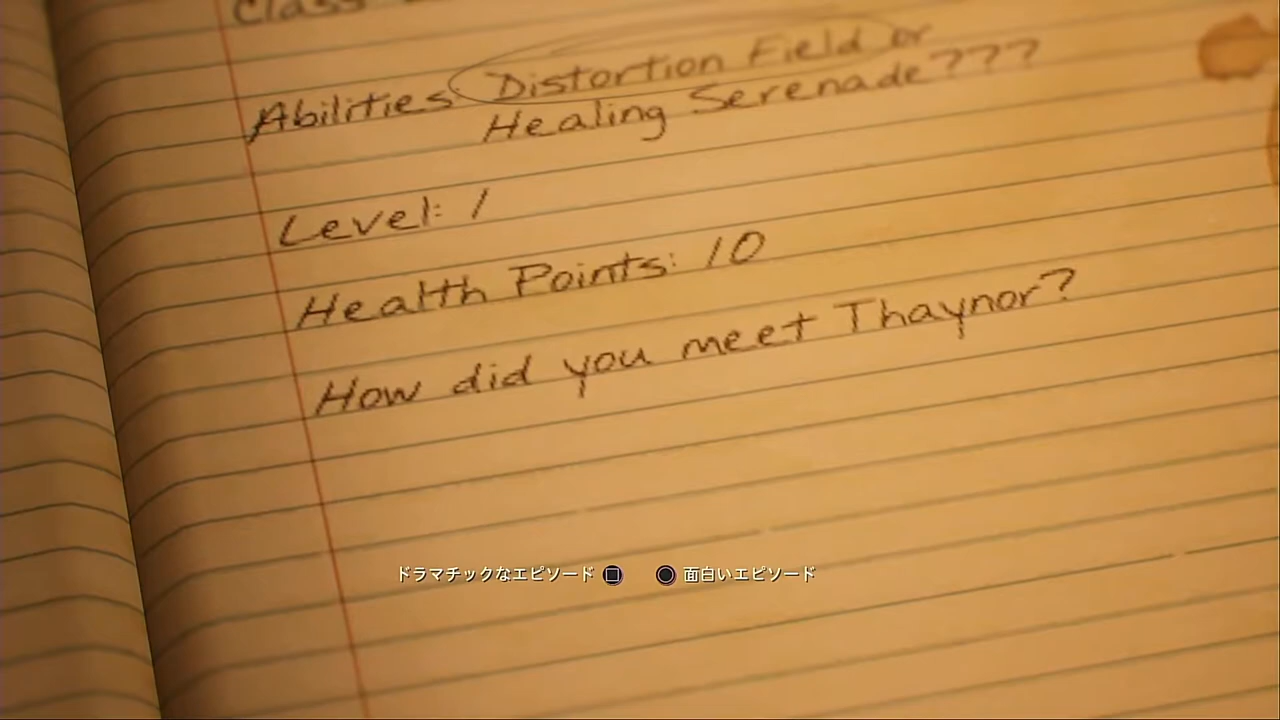 Class
Abilities Distortion Field or
Healing Serenade???
Level: 1
Health Points: 10
How did you meet Thaynor?
ドラマチックなエピソード □ ○ 面白いエピソード